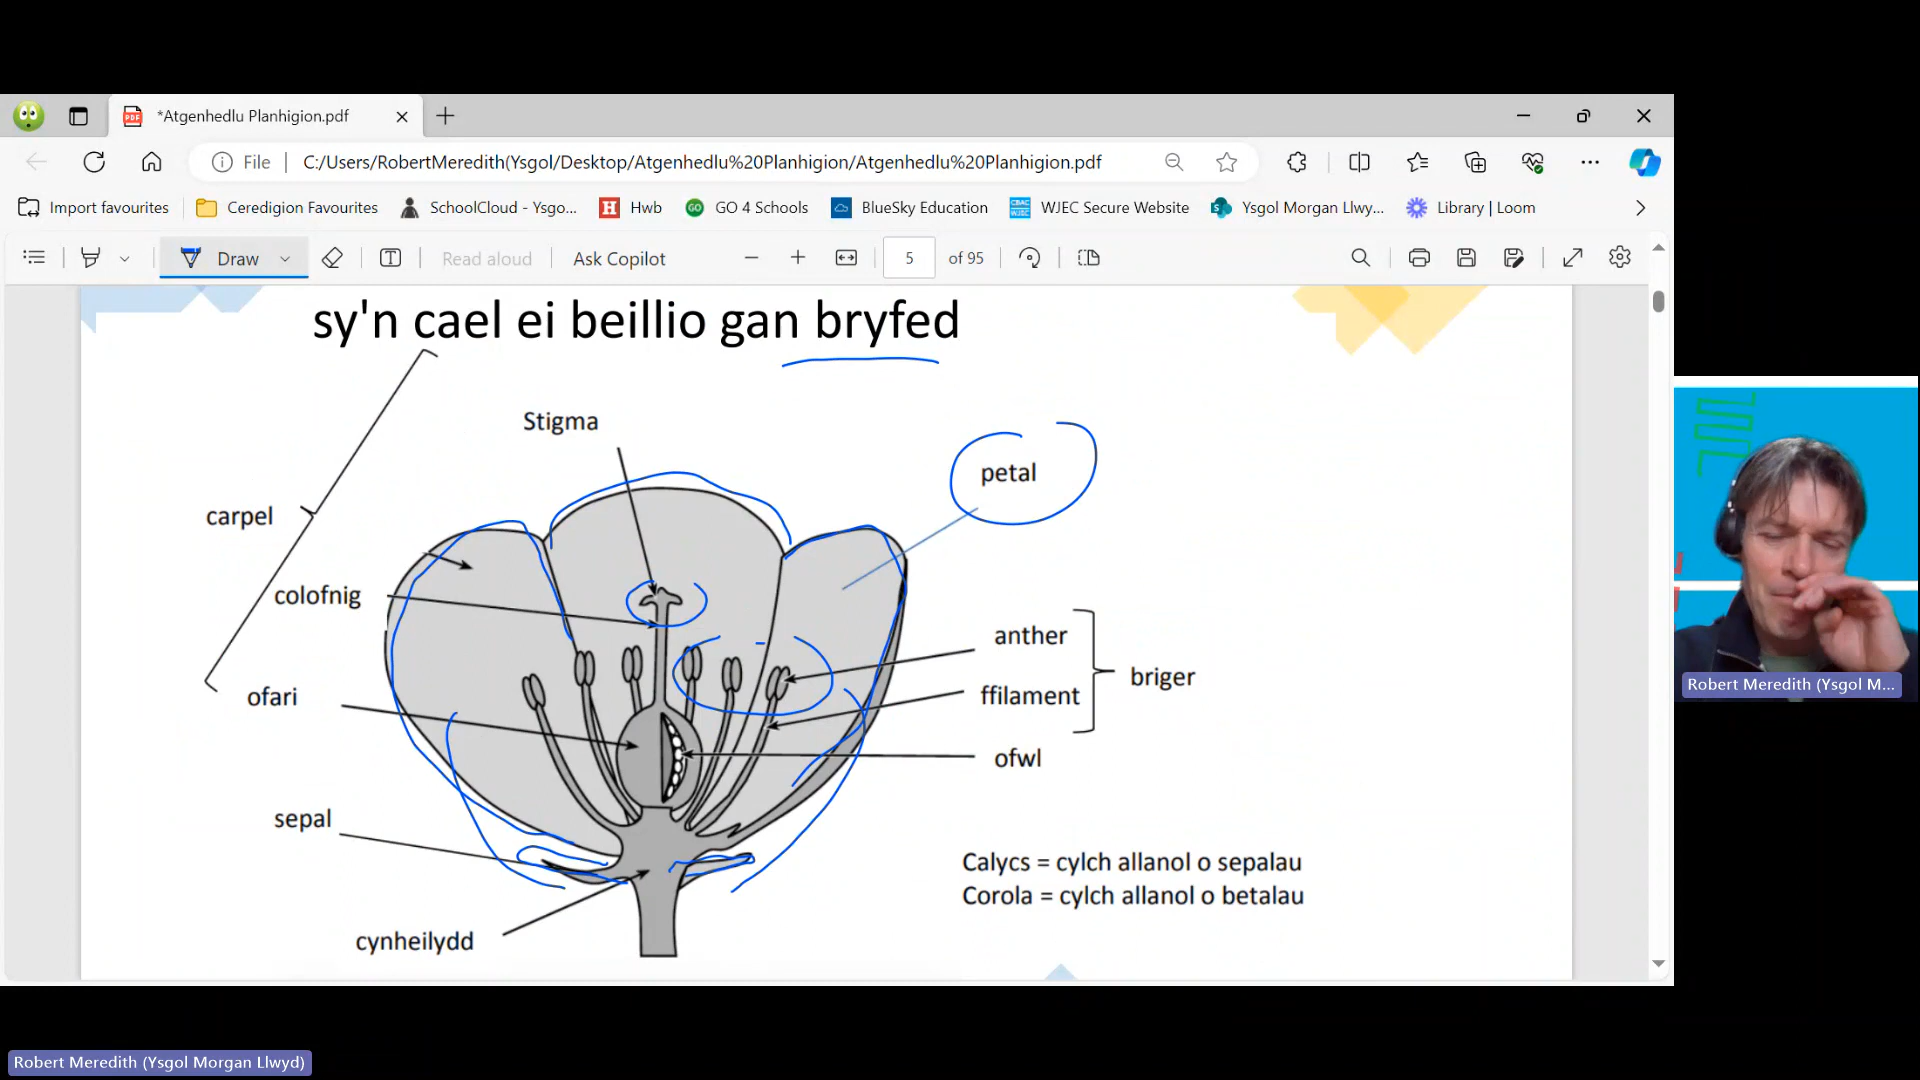 *Atgenhedlu Planhigion.pdf
File
C:/Users/RobertMeredith(Ysgol/Desktop/Atgenhedlu%20Planhigion/Atgenhedlu%20Planhigion.pdf
Import favourites
Ceredigion Favourites
SchoolCloud - Ysgo...
Hwb
GO 4 Schools
BlueSky Education
WJEC Secure Website
Ysgol Morgan Llwy...
Library | Loom
Draw
Read aloud
Ask Copilot
5 of 95
sy'n cael ei beillio gan bryfed
Stigma
petal
carpel
colofnig
anther
briger
ofari
ffilament
ofwl
sepal
Calycs = cylch allanol o sepalau
Corola = cylch allanol o betalau
cynheilydd
Robert Meredith (Ysgol M...
Robert Meredith (Ysgol Morgan Llwyd)